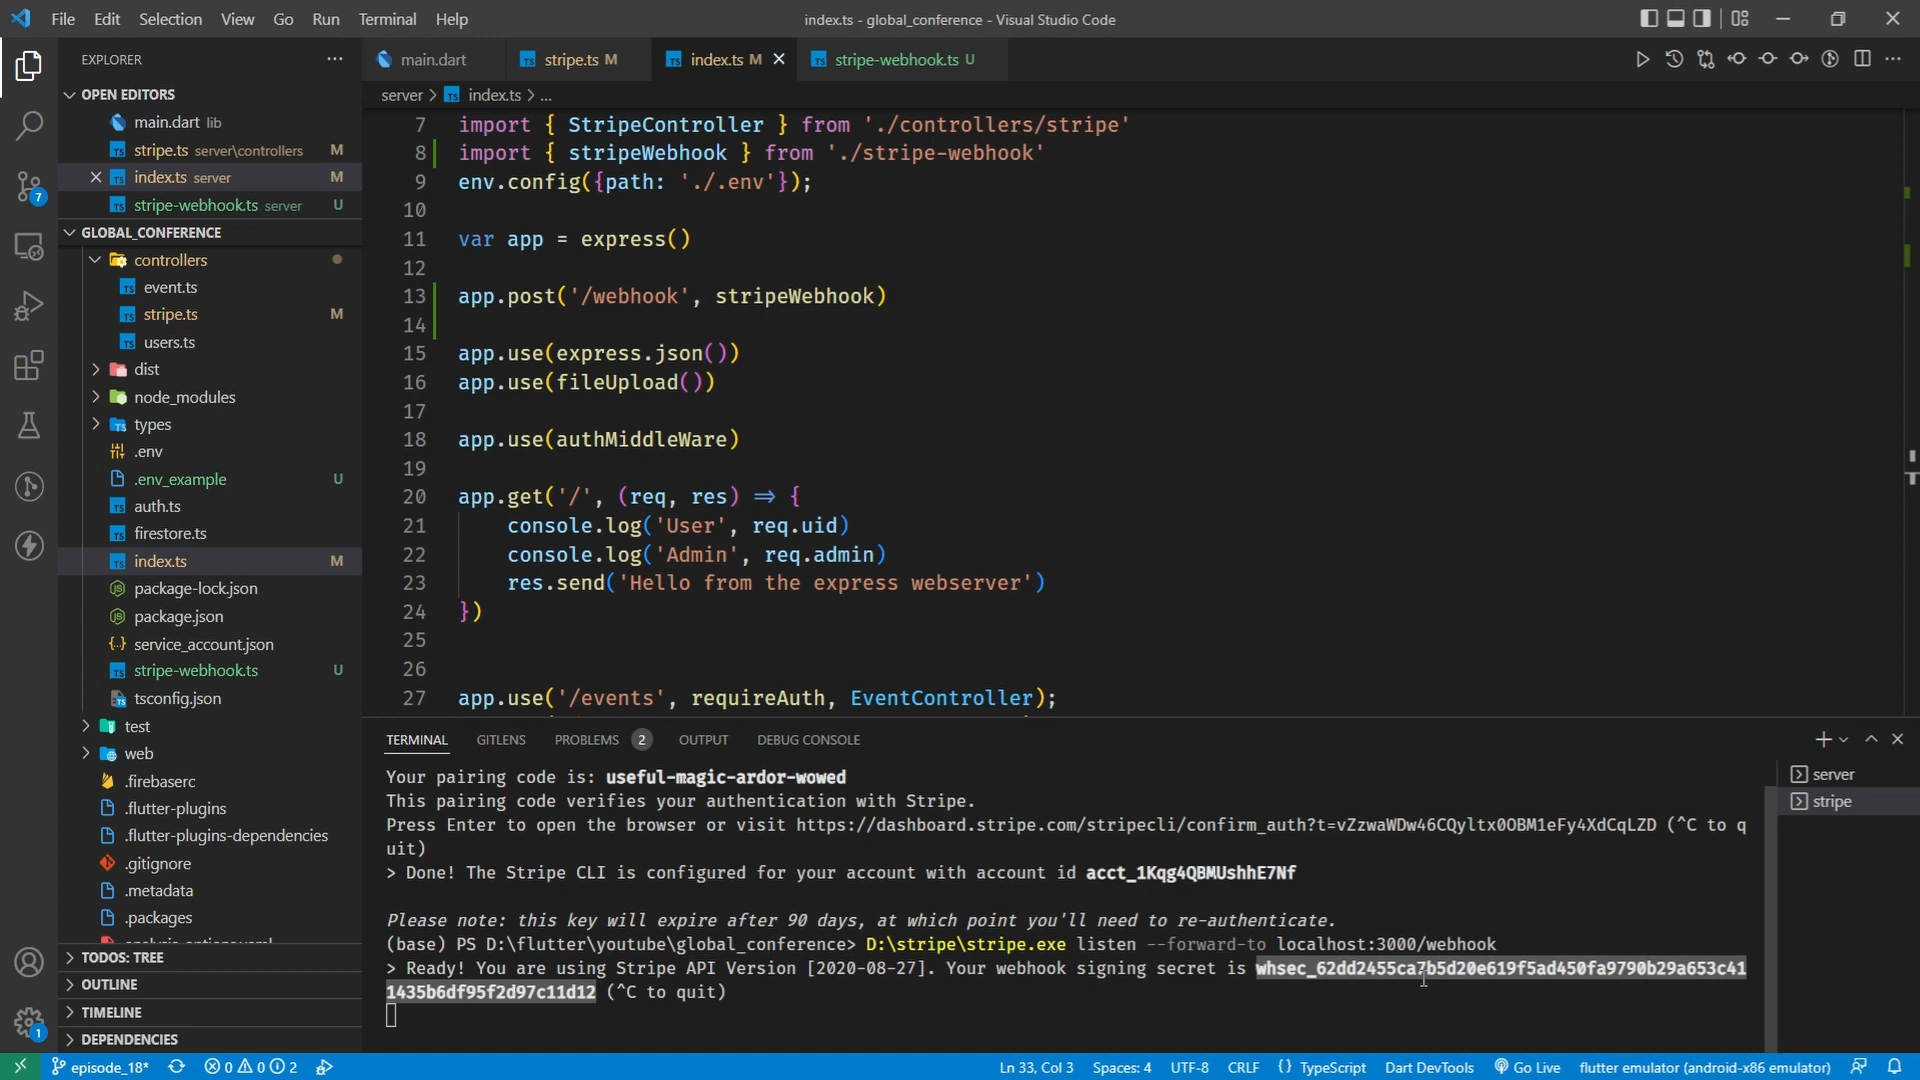 File Edit Selection View Go Run Terminal Help
index.ts - global_conference - Visual Studio Code
EXPLORER
OPEN EDITORS
main.dart lib
stripe.ts server\controllers M
index.ts server M
stripe-webhook.ts server U
GLOBAL_CONFERENCE
controllers
event.ts
stripe.ts M
users.ts
dist
node_modules
types
.env
.env_example U
auth.ts
firestore.ts
index.ts M
package-lock.json
package.json
service_account.json
stripe-webhook.ts U
tsconfig.json
test
web
.firebaserc
.flutter-plugins
.flutter-plugins-dependencies
.gitignore
.metadata
.packages
TODOS: TREE
OUTLINE
TIMELINE
DEPENDENCIES
7
1
main.dart
stripe.ts M
index.ts M
stripe-webhook.ts U
server > index.ts > ...
7 import { StripeController } from './controllers/stripe'
8 import { stripeWebhook } from './stripe-webhook'
9 env.config({path: './.env'});
10
11 var app = express()
12
13 app.post('/webhook', stripeWebhook)
14
15 app.use(express.json())
16 app.use(fileUpload())
17
18 app.use(authMiddleWare)
19
20 app.get('/', (req, res) => {
21 console.log('User', req.uid)
22 console.log('Admin', req.admin)
23 res.send('Hello from the express webserver')
24 })
25
26
27 app.use('/events', requireAuth, EventController);
TERMINAL GITLENS PROBLEMS 2 OUTPUT DEBUG CONSOLE
Your pairing code is: useful-magic-ardor-wowed
This pairing code verifies your authentication with Stripe.
Press Enter to open the browser or visit https://dashboard.stripe.com/stripecli/confirm_auth?t=vZzwaWDw46CQyltx0OBM1eFy4XdCqLZD (^C to q
uit)
> Done! The Stripe CLI is configured for your account with account id acct_1Kqg4QBMUshhE7Nf
Please note: this key will expire after 90 days, at which point you'll need to re-authenticate.
(base) PS D:\flutter\youtube\global_conference> D:\stripe\stripe.exe listen --forward-to localhost:3000/webhook
> Ready! You are using Stripe API Version [2020-08-27]. Your webhook signing secret is whsec_62dd2455ca7b5d20e619f5ad450fa9790b29a653c41
1435b6df95f2d97c11d12 (^C to quit)
server
stripe
episode_18* 0 0 2
Ln 33, Col 3 Spaces: 4 UTF-8 CRLF {} TypeScript Dart DevTools Go Live flutter emulator (android-x86 emulator)